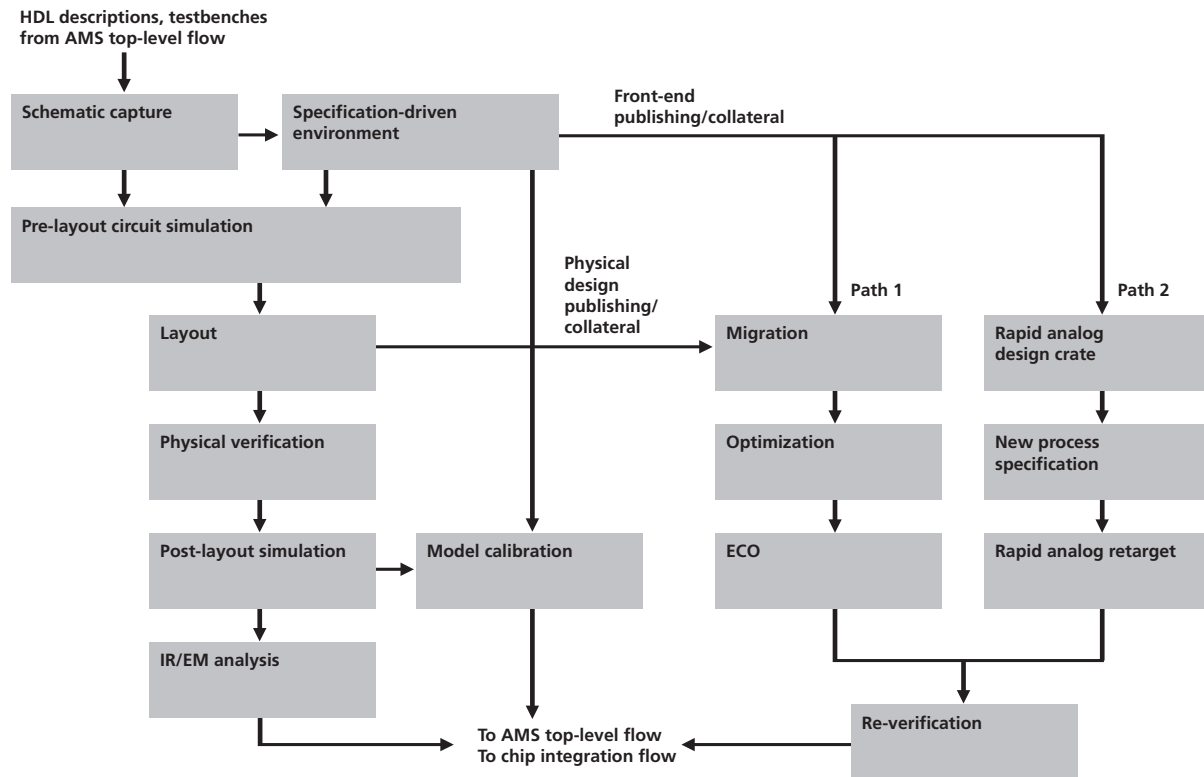 HDL descriptions, testbenches
from AMS top-level flow
Schematic capture
Specification-driven
environment
Front-end
publishing/collateral
Pre-layout circuit simulation
Physical
design
publishing/
collateral
Path 1
Path 2
Layout
Migration
Rapid analog
design crate
Physical verification
Optimization
New process
specification
Post-layout simulation
Model calibration
ECO
Rapid analog retarget
IR/EM analysis
Re-verification
To AMS top-level flow
To chip integration flow